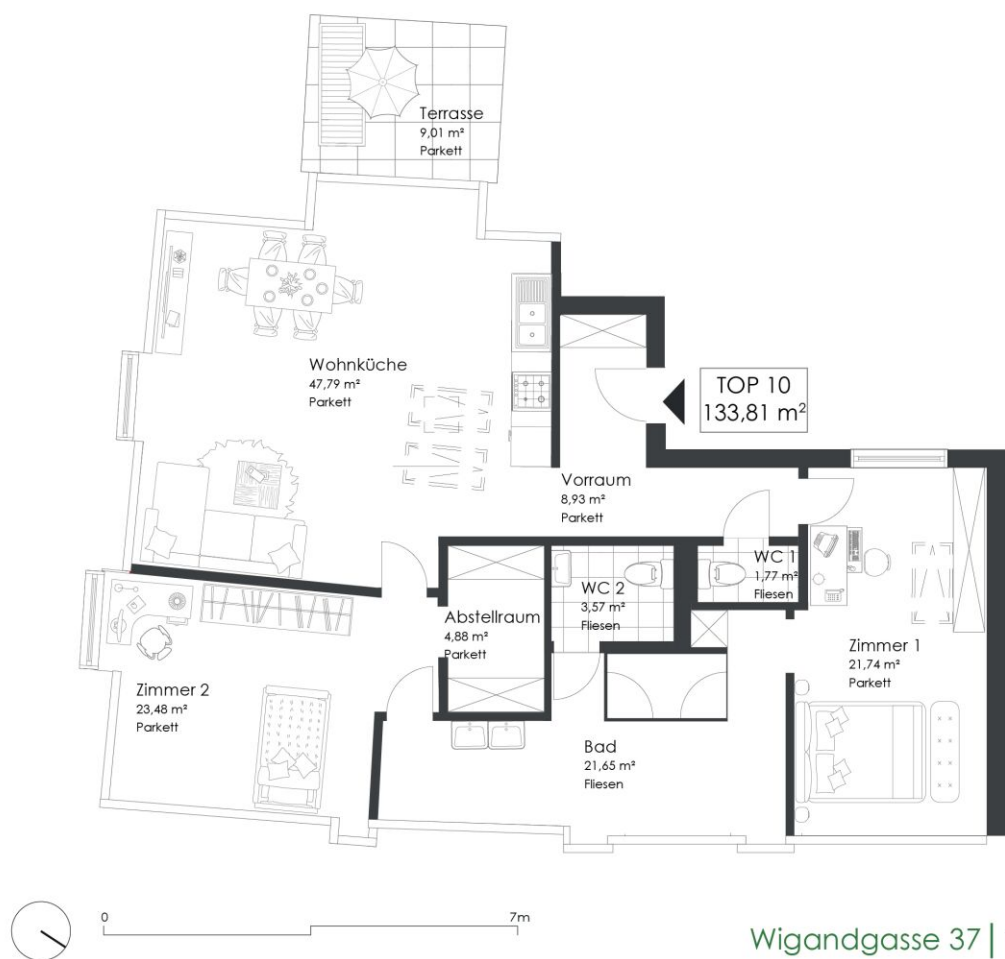 Terrasse
9,01 m²
Parkett
Wohnküche
47,79 m²
Parkett
TOP 10
133,81 m²
Vorraum
8,93 m²
Parkett
WC 1
1,77 m²
Fliesen
WC 2
3,57 m²
Fliesen
Abstellraum
4,88 m²
Parkett
Zimmer 1
21,74 m²
Parkett
Zimmer 2
23,48 m²
Parkett
Bad
21,65 m²
Fliesen
0
7m
Wigandgasse 37 |